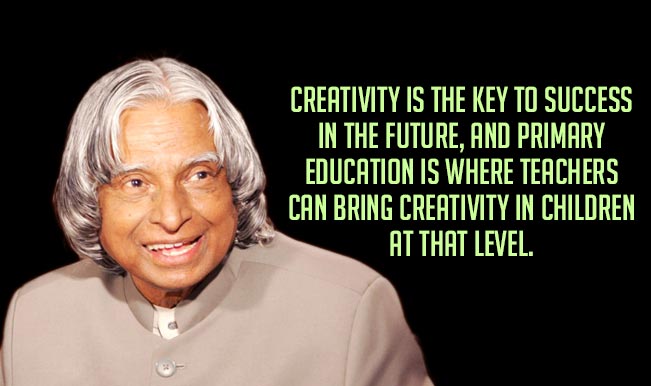 CREATIVITY IS THE KEY TO SUCCESS
IN THE FUTURE, AND PRIMARY
EDUCATION IS WHERE TEACHERS
CAN BRING CREATIVITY IN CHILDREN
AT THAT LEVEL.